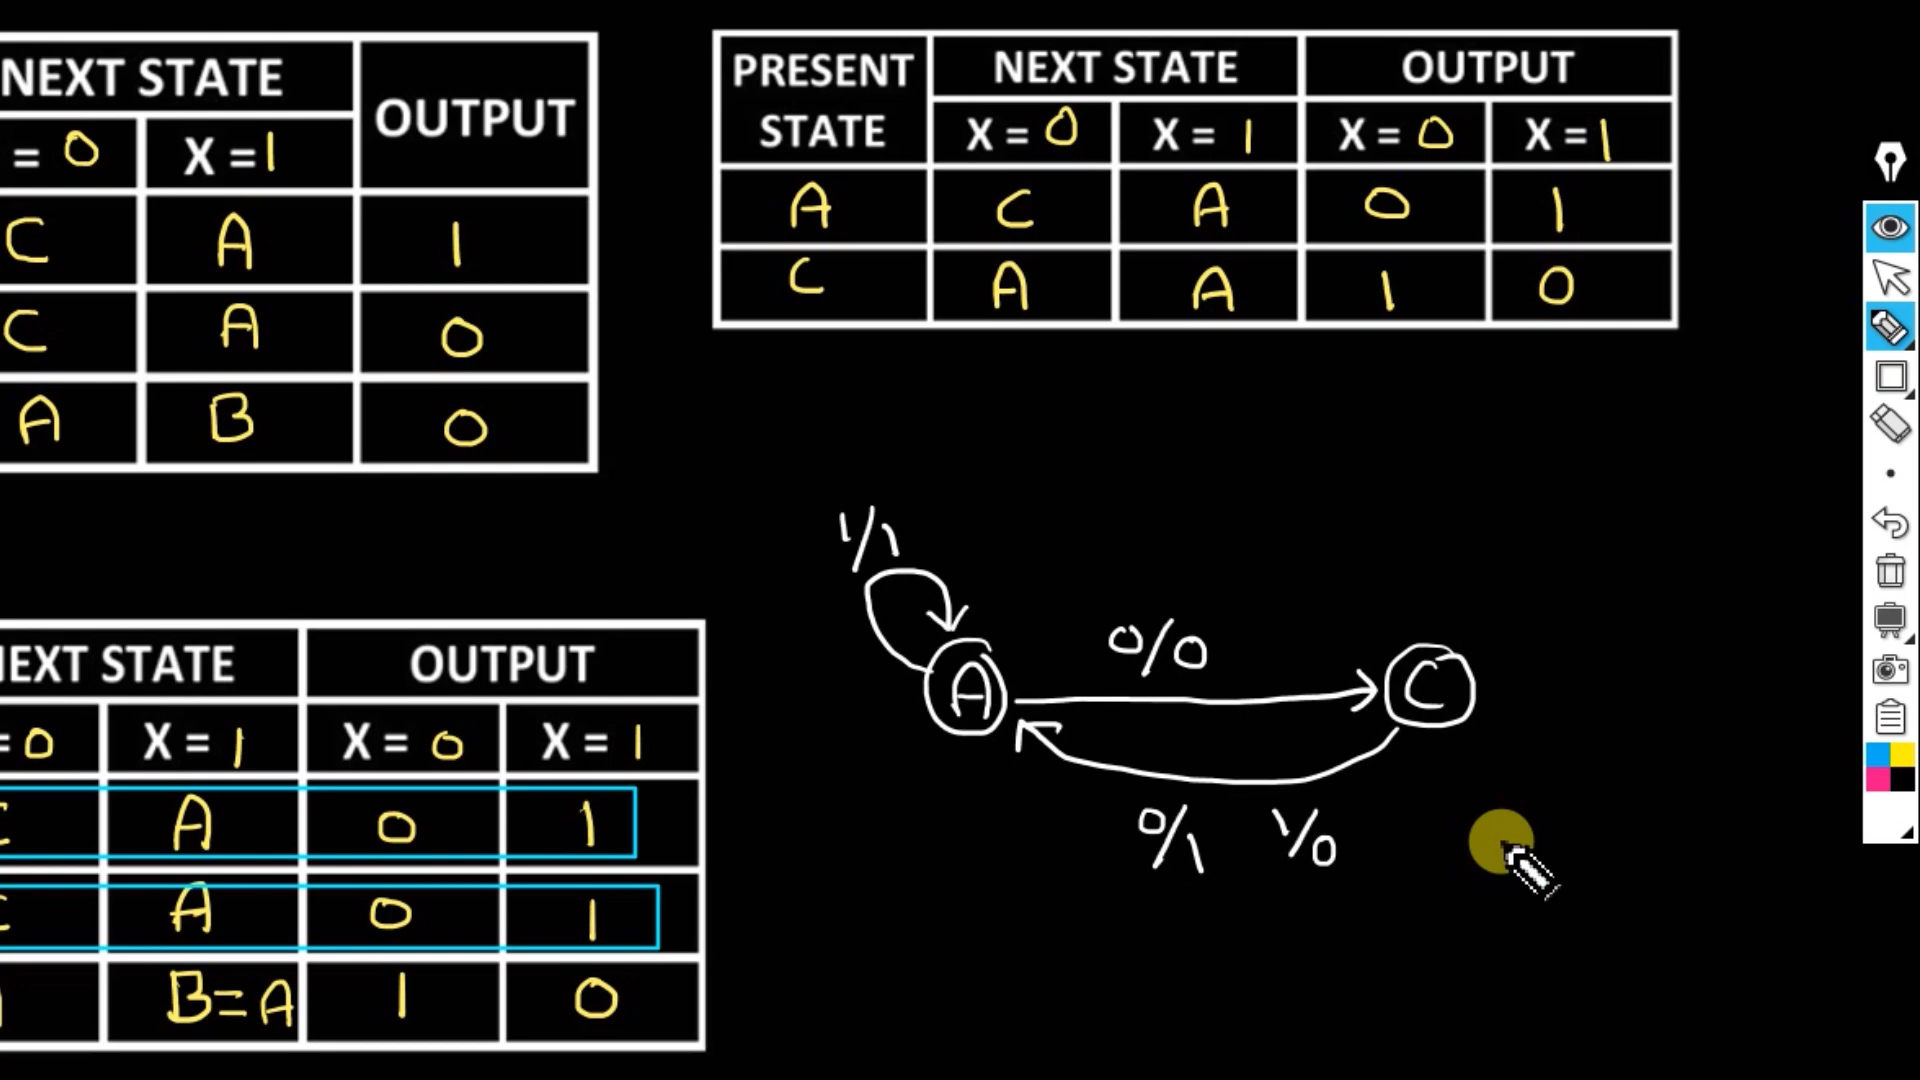 NEXT STATE OUTPUT
= 0 X = 1
C A 1
C A 0
A B 0
PRESENT STATE NEXT STATE OUTPUT
X = 0 X = 1 X = 0 X = 1
A C A 0 1
C A A 1 0
NEXT STATE OUTPUT
= 0 X = 1 X = 0 X = 1
C A 0 1
C A 0 1
B=A 1 0
1/1
0/0
A C
0/1 1/0